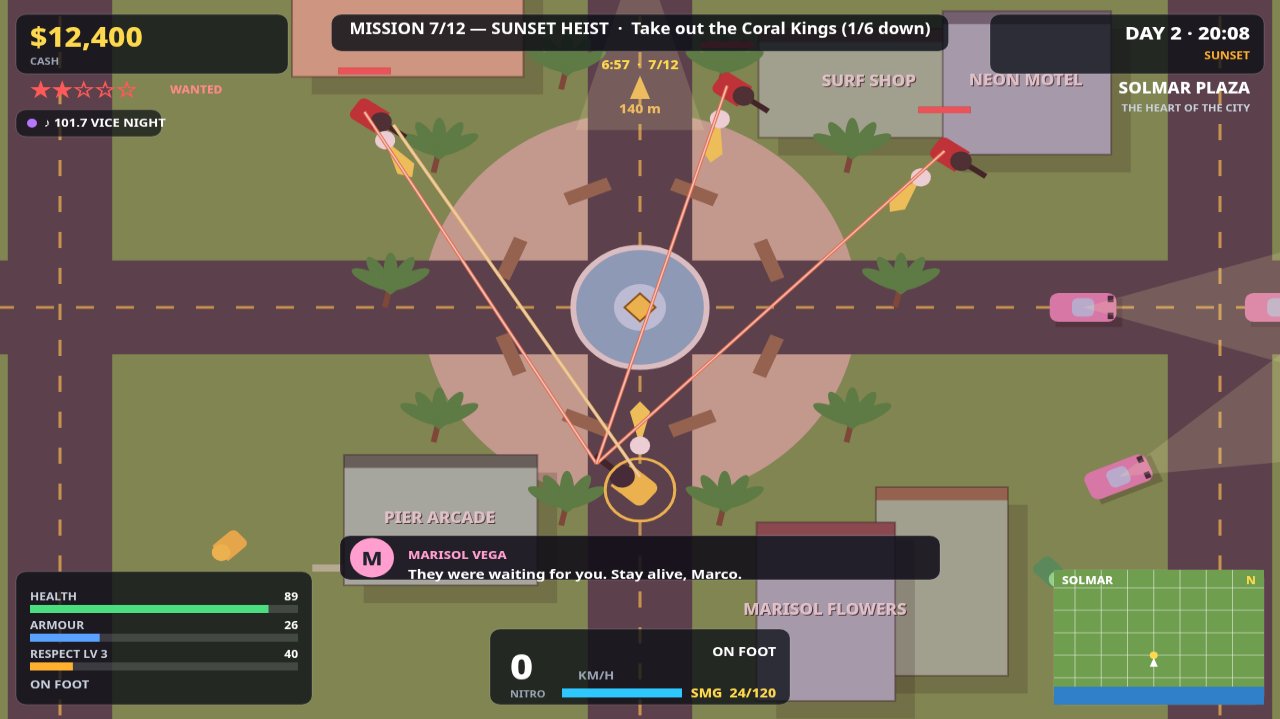 $12,400
CASH
WANTED
♪ 101.7 VICE NIGHT
MISSION 7/12 — SUNSET HEIST · Take out the Coral Kings (1/6 down)
6:57 · 7/12
140 m
DAY 2 · 20:08
SUNSET
SOLMAR PLAZA
THE HEART OF THE CITY
SURF SHOP
NEON MOTEL
PIER ARCADE
M
MARISOL VEGA
They were waiting for you. Stay alive, Marco.
MARISOL FLOWERS
HEALTH 89
ARMOUR 26
RESPECT LV 3 40
ON FOOT
0
KM/H
ON FOOT
NITRO
SMG 24/120
SOLMAR N